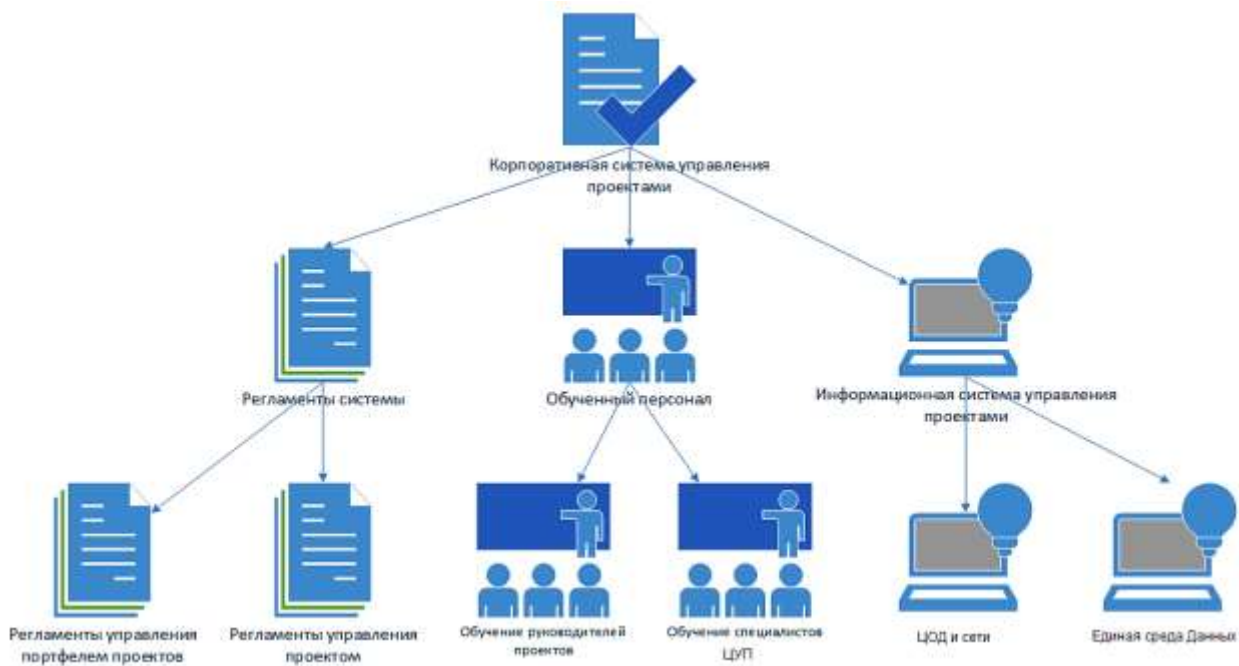 Корпоративная система управления
проектами
Регламенты системы
Обученный персонал
Информационная система управления
проектами
Регламенты управления
портфелем проектов
Регламенты управления
проектом
Обучение руководителей
проектов
Обучение специалистов
ЦУП
ЦОД и сети
Единая среда Данных